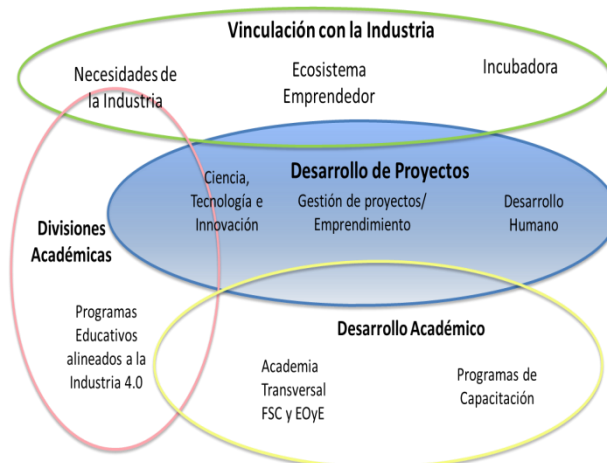 Vinculación con la Industria
Necesidades de
la Industria
Ecosistema
Emprendedor
Incubadora
Desarrollo de Proyectos
Ciencia,
Tecnología e
Innovación
Gestión de proyectos/
Emprendimiento
Desarrollo
Humano
Divisiones
Académicas
Programas
Educativos
alineados a la
Industria 4.0
Desarrollo Académico
Academia
Transversal
FSC y EOyE
Programas de
Capacitación